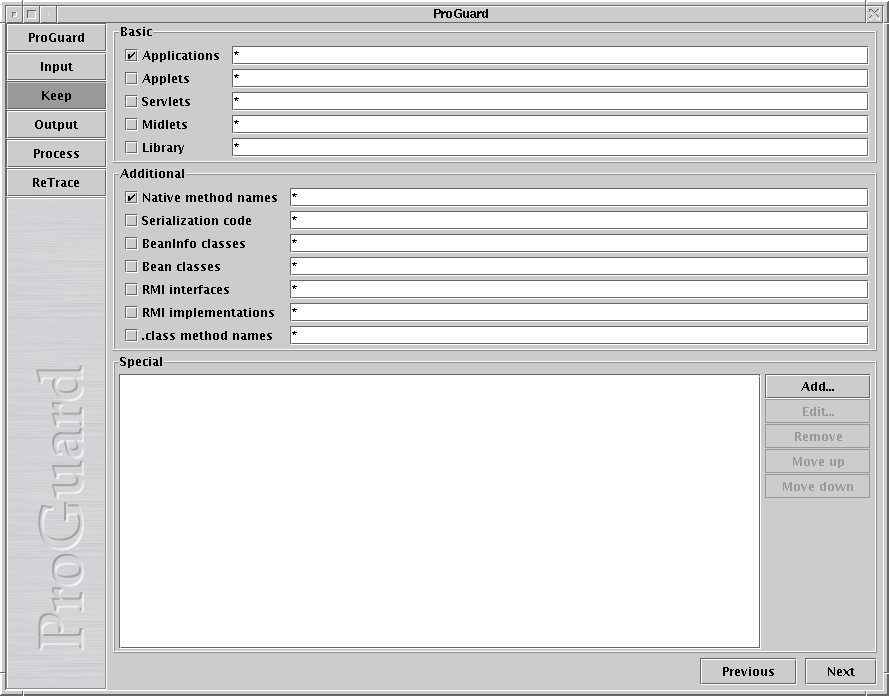 ProGuard
ProGuard
Input
Keep
Output
Process
ReTrace
ProGuard
Basic
Applications *
Applets *
Servlets *
Midlets *
Library *
Additional
Native method names *
Serialization code *
BeanInfo classes *
Bean classes *
RMI interfaces *
RMI implementations *
.class method names *
Special
Add...
Edit...
Remove
Move up
Move down
Previous
Next